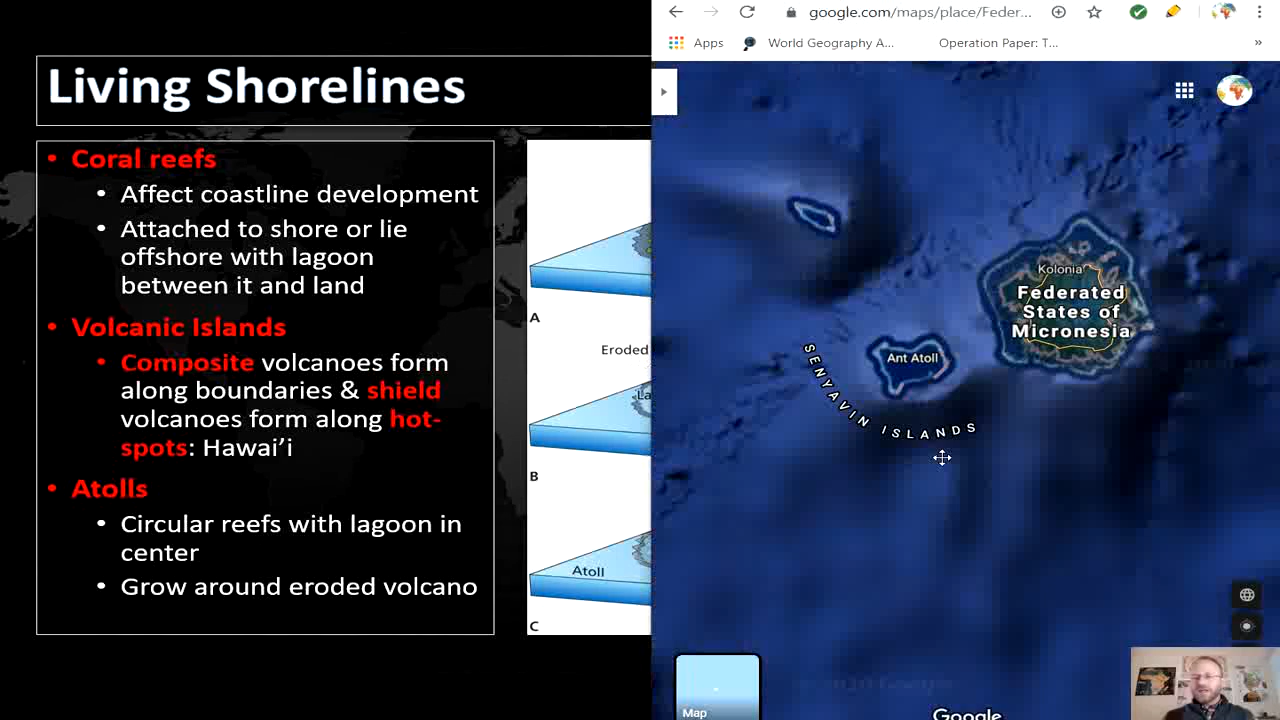 Living Shorelines
• Coral reefs
• Affect coastline development
• Attached to shore or lie
offshore with lagoon
between it and land
• Volcanic Islands
• Composite volcanoes form
along boundaries & shield
volcanoes form along hot-
spots: Hawai’i
• Atolls
• Circular reefs with lagoon in
center
• Grow around eroded volcano
A
Eroded
La
B
Atoll
C
google.com/maps/place/Feder...
Apps
World Geography A...
Operation Paper: T...
»
Kolonia
Federated
States of
Micronesia
Ant Atoll
SENYAVIN ISLANDS
Map
Google